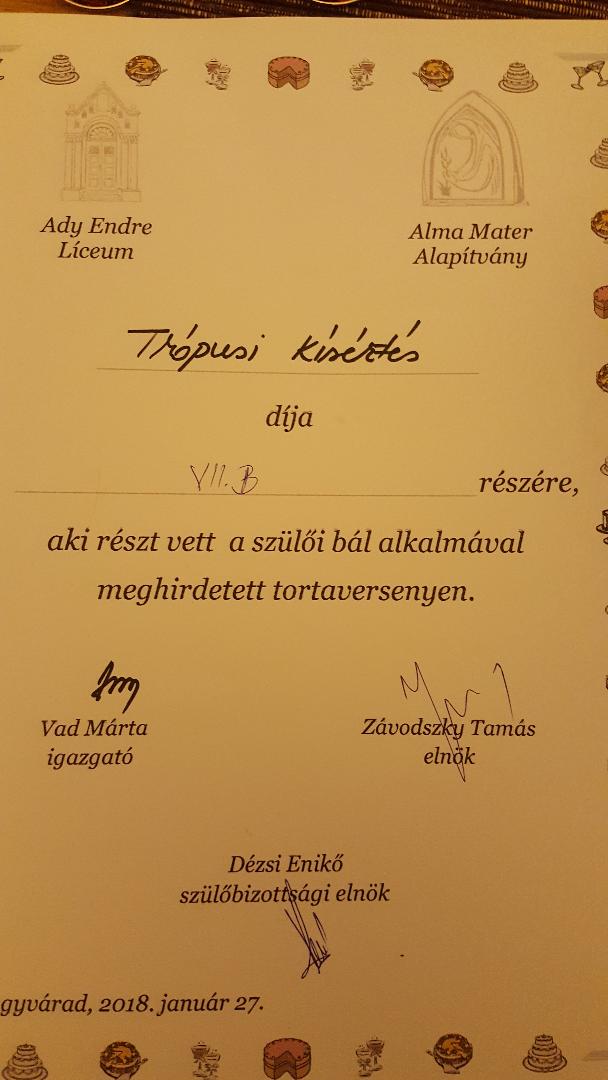 Ady Endre
Líceum
Alma Mater
Alapítvány
Trópusi kísértés
díja
VII. B részére,
aki részt vett a szülői bál alkalmával
meghirdetett tortaversenyen.
Vad Márta
igazgató
Závodszky Tamás
elnök
Dézsi Enikő
szülőbizottsági elnök
gyvárad, 2018. január 27.